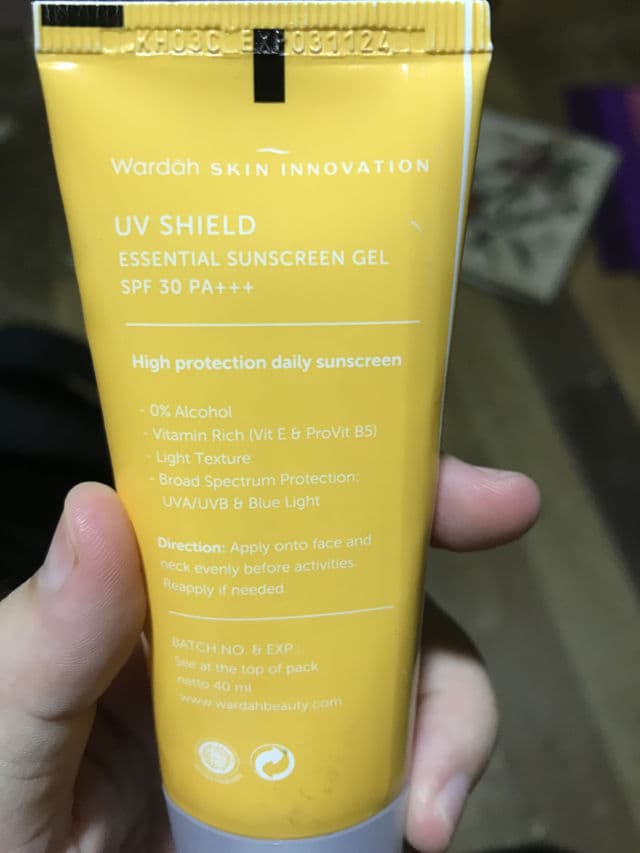 KH03C EXP031124
Wardah SKIN INNOVATION
UV SHIELD
ESSENTIAL SUNSCREEN GEL
SPF 30 PA+++
High protection daily sunscreen
- 0% Alcohol
- Vitamin Rich (Vit E & ProVit B5)
- Light Texture
- Broad Spectrum Protection:
UVA/UVB & Blue Light
Direction: Apply onto face and
neck evenly before activities.
Reapply if needed
BATCH NO. & EXP.:
See at the top of pack
netto 40 ml
www.wardahbeauty.com